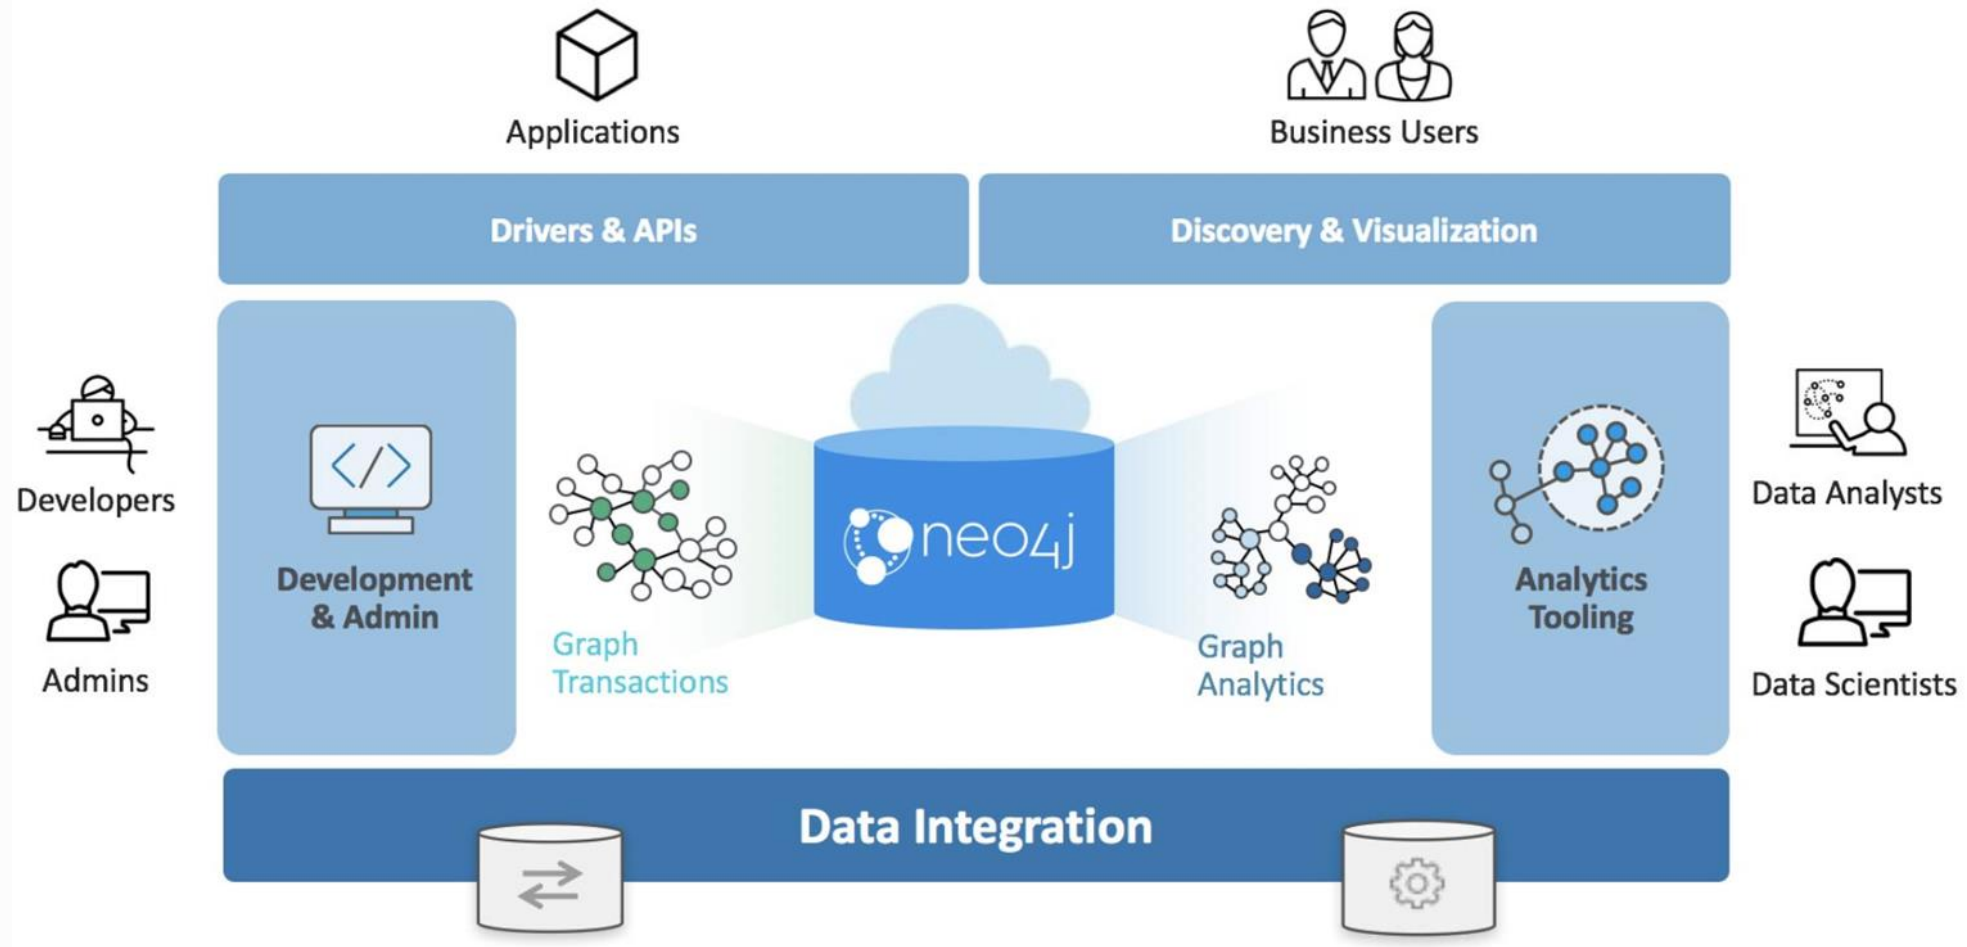 Applications
Business Users
Drivers & APIs
Discovery & Visualization
Developers
Admins
</>
Development
& Admin
Graph
Transactions
neo4j
Graph
Analytics
Analytics
Tooling
Data Analysts
Data Scientists
Data Integration